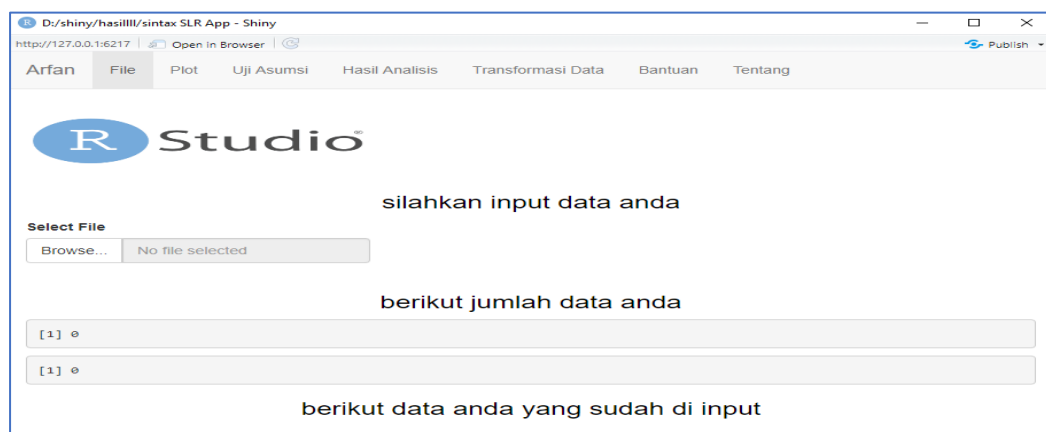 R D:/shiny/hasillll/sintax SLR App - Shiny
http://127.0.0.1:6217 Open in Browser Publish
Arfan File Plot Uji Asumsi Hasil Analisis Transformasi Data Bantuan Tentang
R Studio®
silahkan input data anda
Select File
Browse... No file selected
berikut jumlah data anda
[1] 0
[1] 0
berikut data anda yang sudah di input